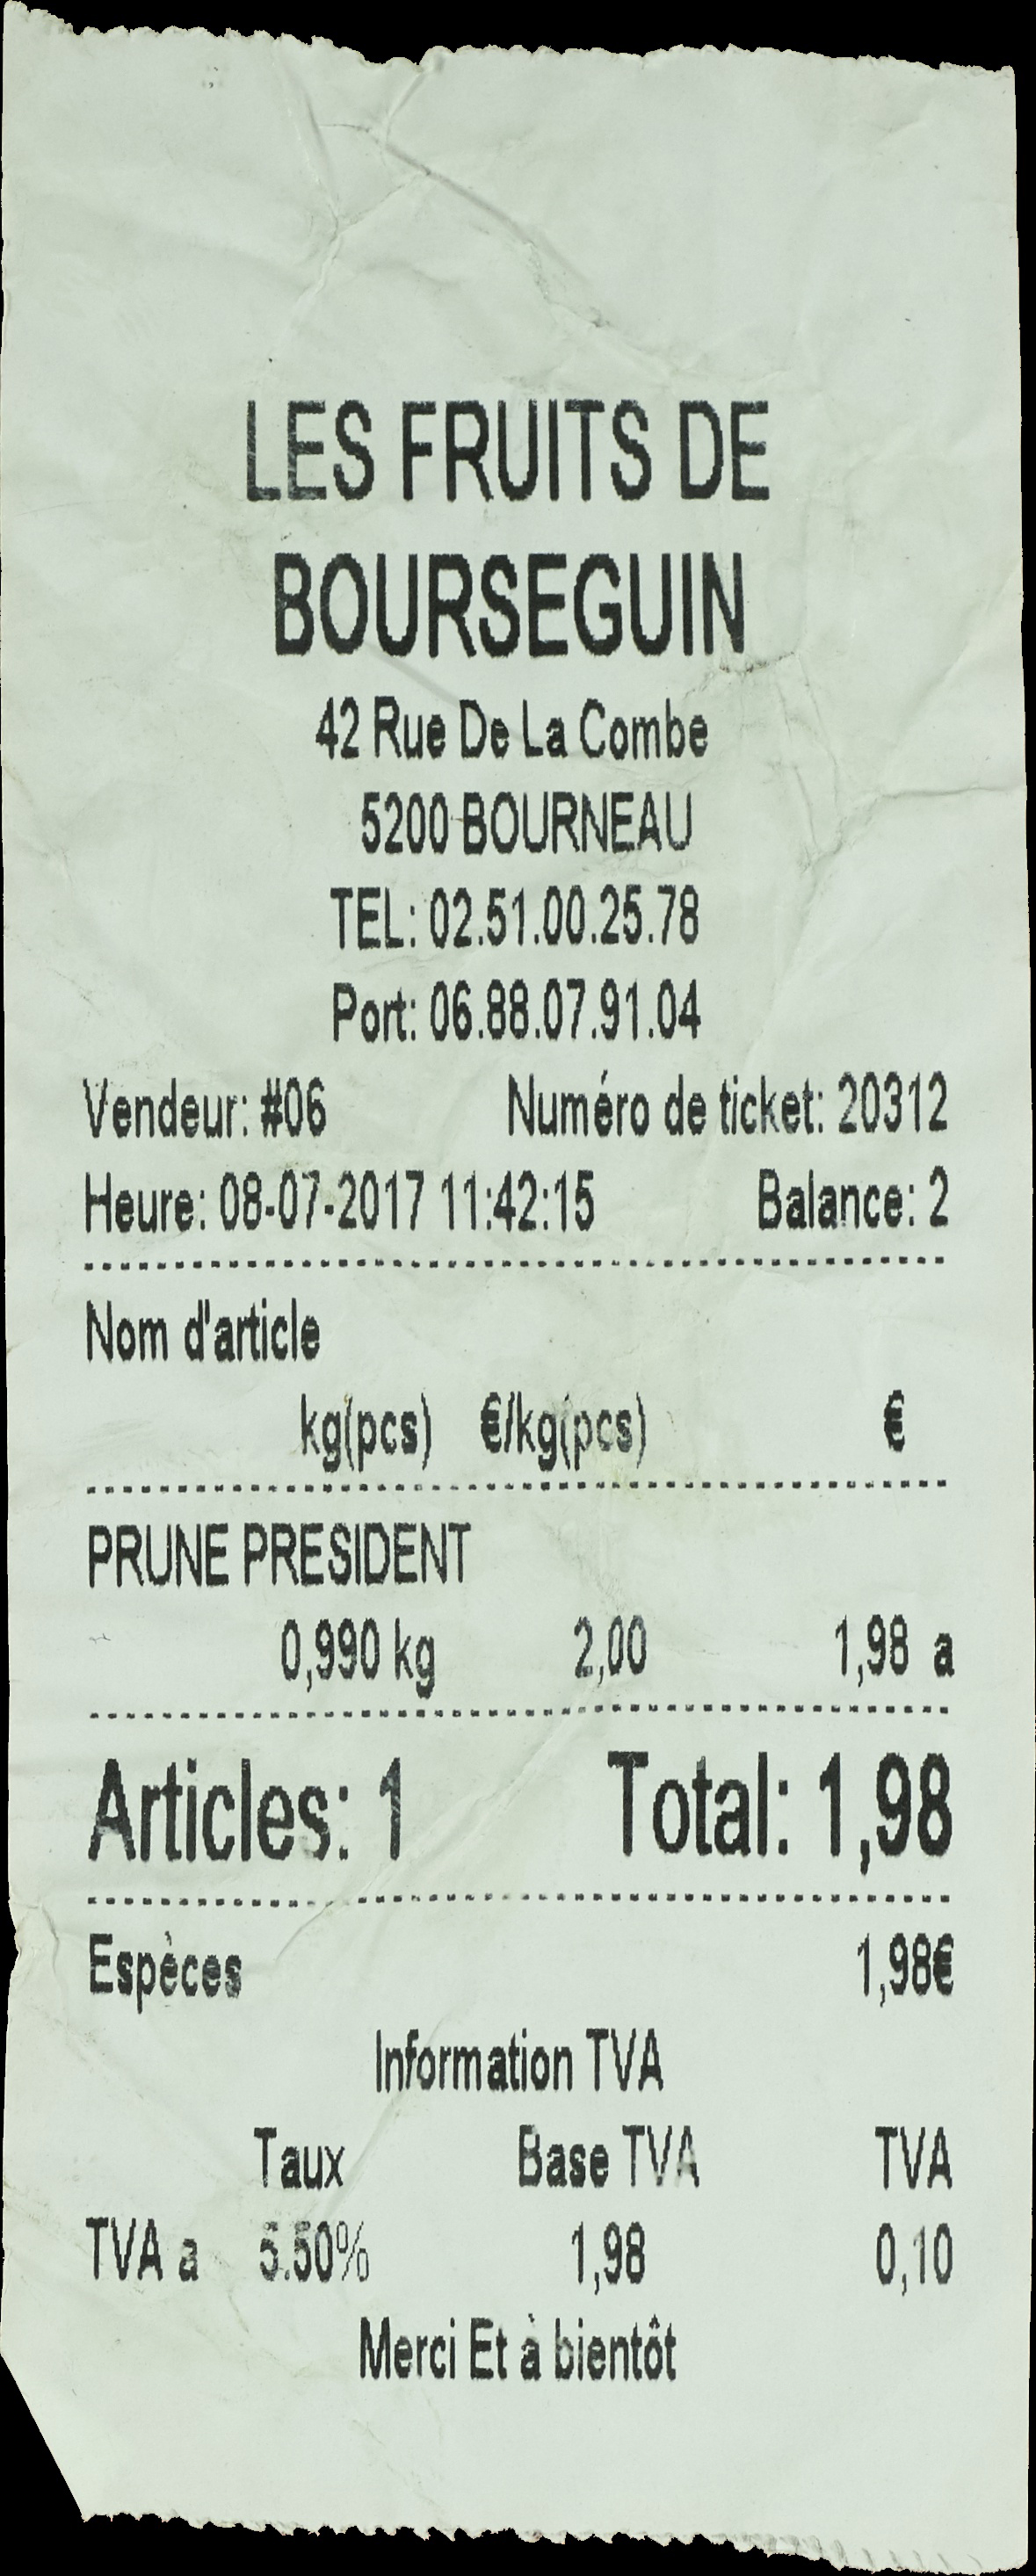 LES FRUITS DE
BOURSEGUIN
42 Rue De La Combe
5200 BOURNEAU
TEL: 02.51.00.25.78
Port: 06.88.07.91.04
Vendeur: #06 Numéro de ticket: 20312
Heure: 08-07-2017 11:42:15 Balance: 2
Nom d'article
kg(pcs) €/kg(pcs) €
PRUNE PRESIDENT
0,990 kg 2,00 1,98 a
Articles: 1 Total: 1,98
Espèces 1,98€
Information TVA
Taux Base TVA TVA
TVA a 5.50% 1,98 0,10
Merci Et à bientôt